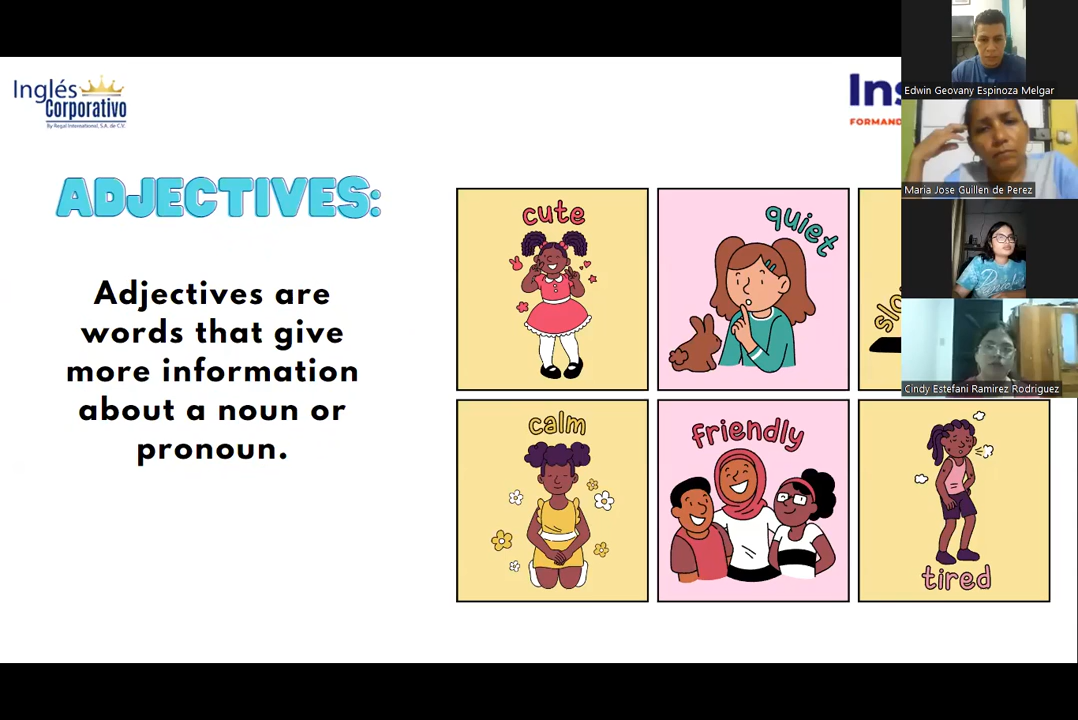 Inglés
Corporativo
By Regal International, S.A. de C.V.
ADJECTIVES:
Adjectives are
words that give
more information
about a noun or
pronoun.
cute
quiet
calm
friendly
tired
Edwin Geovany Espinoza Melgar
Maria Jose Guillen de Perez
Cindy Estefani Ramirez Rodriguez